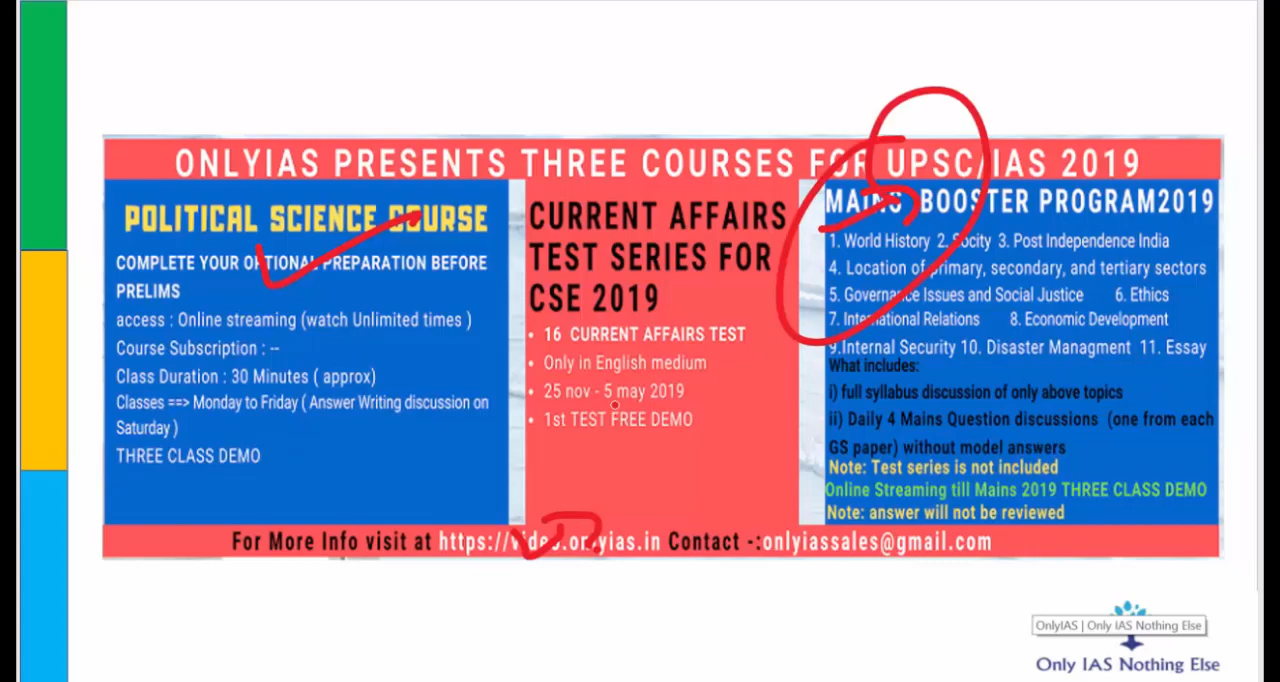 ONLYIAS PRESENTS THREE COURSES FOR UPSC/IAS 2019
POLITICAL SCIENCE COURSE
COMPLETE YOUR OPTIONAL PREPARATION BEFORE
PRELIMS
access : Online streaming (watch Unlimited times )
Course Subscription : --
Class Duration : 30 Minutes ( approx)
Classes ==> Monday to Friday ( Answer Writing discussion on
Saturday )
THREE CLASS DEMO
CURRENT AFFAIRS
TEST SERIES FOR
CSE 2019
• 16 CURRENT AFFAIRS TEST
• Only in English medium
• 25 nov - 5 may 2019
• 1st TEST FREE DEMO
MAINS BOOSTER PROGRAM2019
1. World History 2. Socity 3. Post Independence India
4. Location of primary, secondary, and tertiary sectors
5. Governance Issues and Social Justice 6. Ethics
7. International Relations 8. Economic Development
9.Internal Security 10. Disaster Managment 11. Essay
What includes:
i) full syllabus discussion of only above topics
ii) Daily 4 Mains Question discussions (one from each
GS paper) without model answers
Note: Test series is not included
Online Streaming till Mains 2019 THREE CLASS DEMO
Note: answer will not be reviewed
For More Info visit at https://video.onlyias.in Contact -:onlyiassales@gmail.com
OnlyIAS | Only IAS Nothing Else
Only IAS Nothing Else